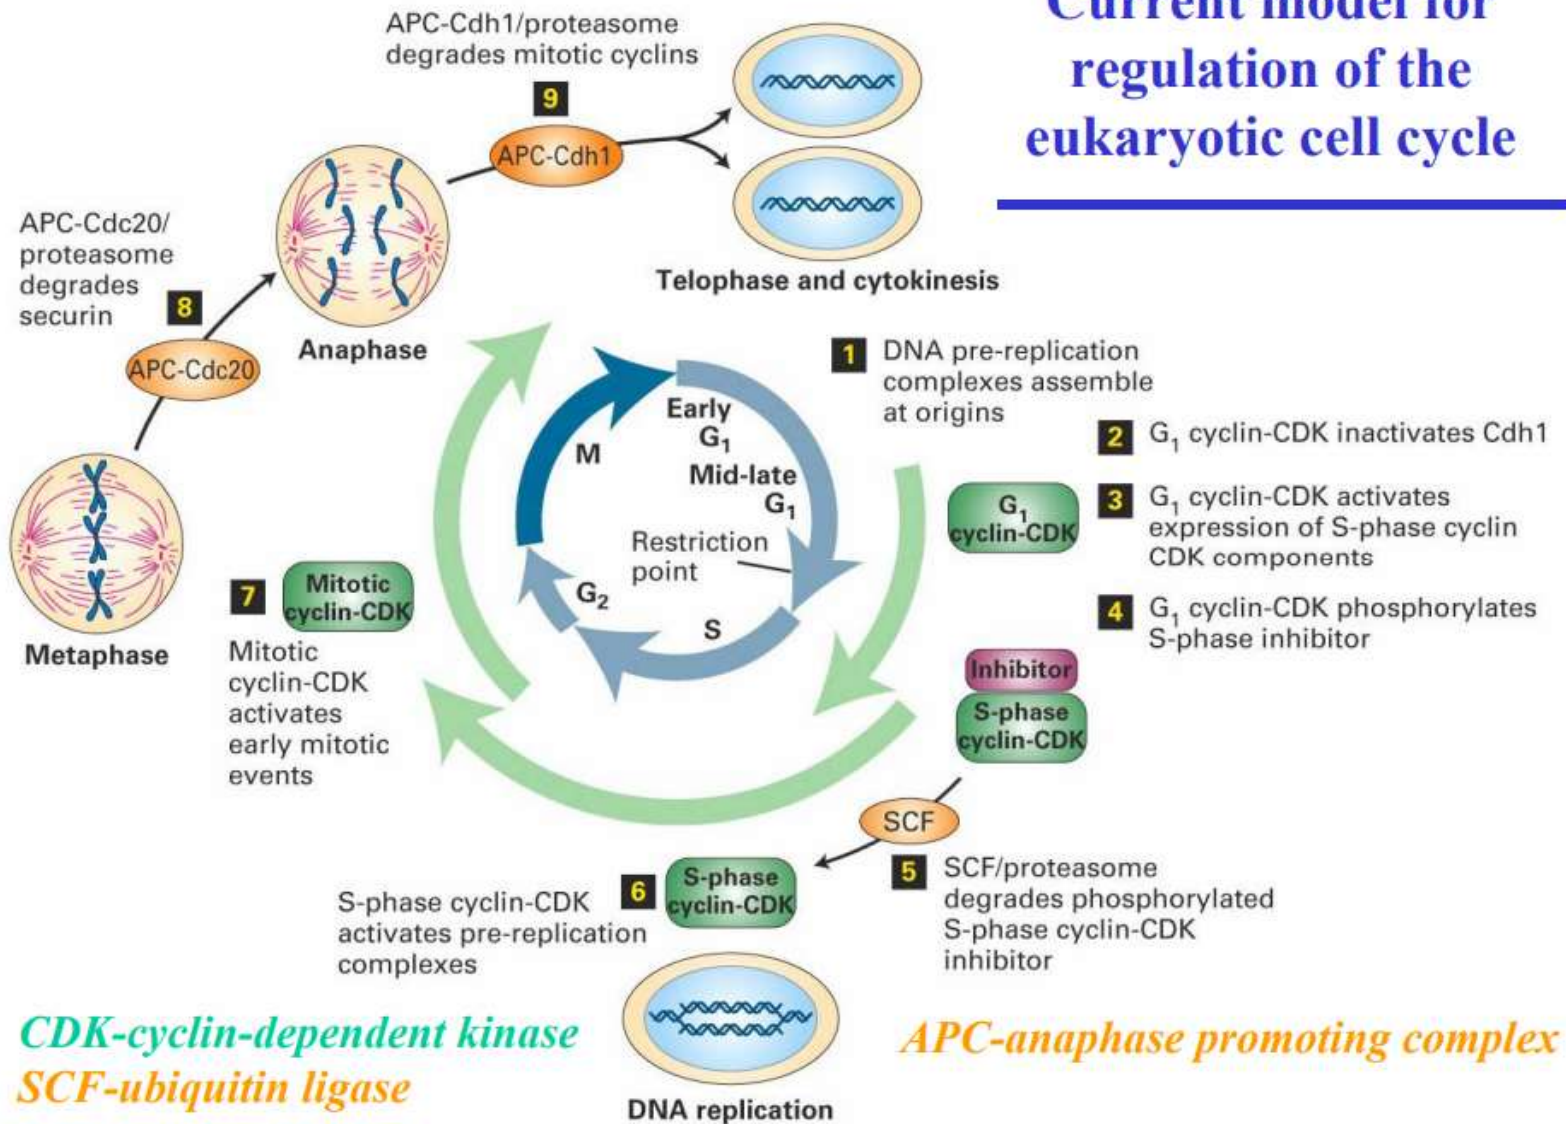 Current model for
regulation of the
eukaryotic cell cycle
APC-Cdh1/proteasome
degrades mitotic cyclins
9
APC-Cdh1
Telophase and cytokinesis
APC-Cdc20/
proteasome
degrades
securin
8
APC-Cdc20
Anaphase
Metaphase
1
DNA pre-replication
complexes assemble
at origins
2
G₁ cyclin-CDK inactivates Cdh1
G₁
cyclin-CDK
3
G₁ cyclin-CDK activates
expression of S-phase cyclin
CDK components
4
G₁ cyclin-CDK phosphorylates
S-phase inhibitor
Early
G₁
Mid-late
G₁
M
Restriction
point
G₂
S
7
Mitotic
cyclin-CDK
Mitotic
cyclin-CDK
activates
early mitotic
events
Inhibitor
S-phase
cyclin-CDK
SCF
5
SCF/proteasome
degrades phosphorylated
S-phase cyclin-CDK
inhibitor
6
S-phase
cyclin-CDK
S-phase cyclin-CDK
activates pre-replication
complexes
DNA replication
CDK-cyclin-dependent kinase
SCF-ubiquitin ligase
APC-anaphase promoting complex